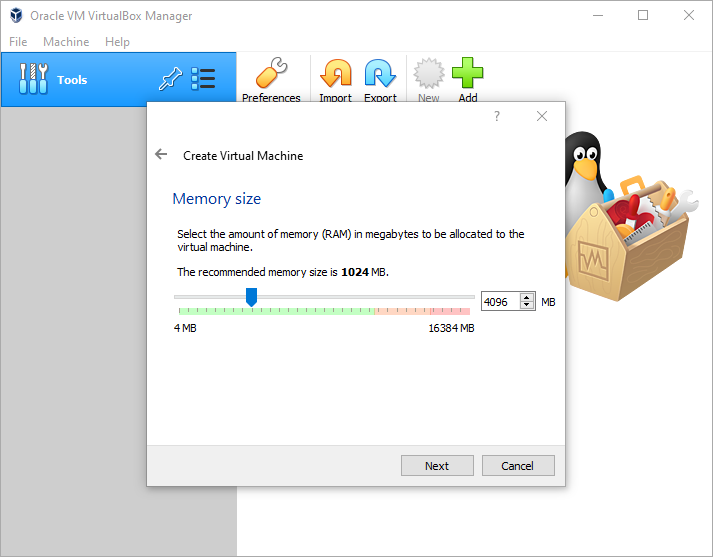 Oracle VM VirtualBox Manager
File Machine Help
Tools
Preferences Import Export New Add
?
Create Virtual Machine
Memory size
Select the amount of memory (RAM) in megabytes to be allocated to the
virtual machine.
The recommended memory size is 1024 MB.
4096 MB
4 MB 16384 MB
Next Cancel